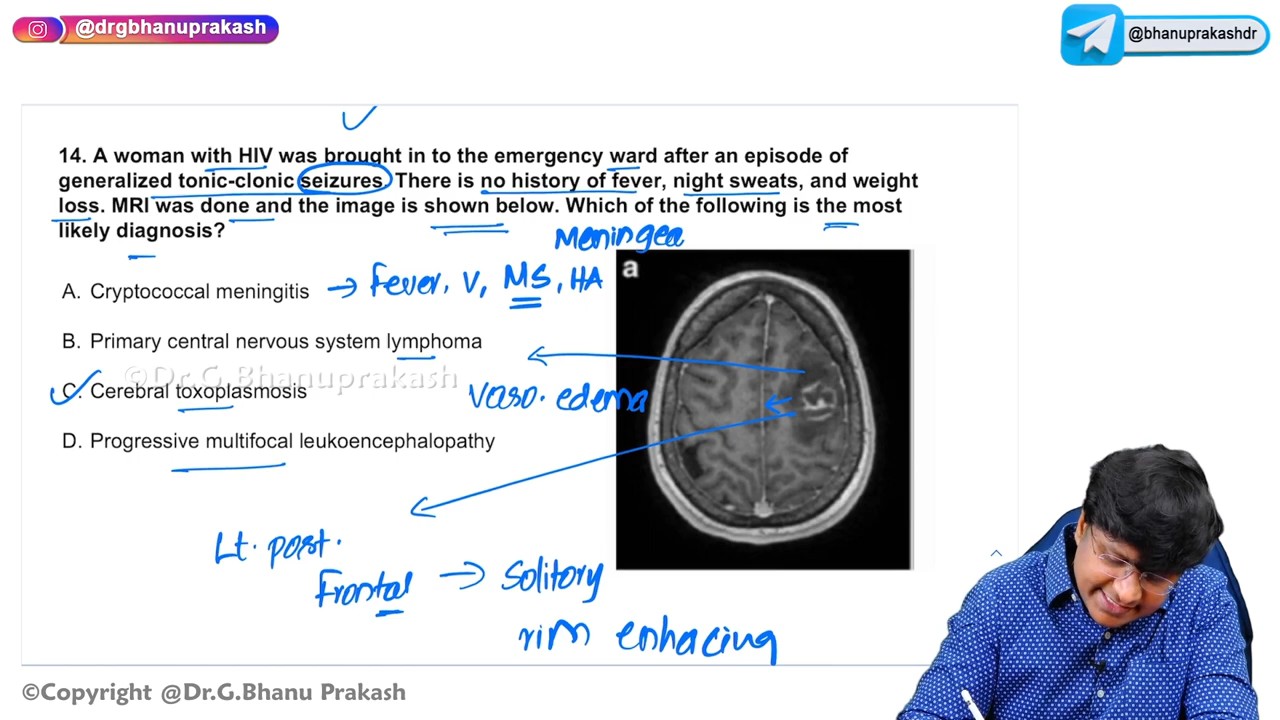 @drgbhanuprakash
@bhanuprakashdr
14. A woman with HIV was brought in to the emergency ward after an episode of
generalized tonic-clonic seizures. There is no history of fever, night sweats, and weight
loss. MRI was done and the image is shown below. Which of the following is the most
likely diagnosis?
Meningea
a
A. Cryptococcal meningitis → Fever, V, MS, HA
B. Primary central nervous system lymphoma
©Dr.G.Bhanuprakash
C. Cerebral toxoplasmosis
Vaso. edema
D. Progressive multifocal leukoencephalopathy
Lt. post.
Frontal → Solitory
rim enhacing
©Copyright @Dr.G.Bhanu Prakash